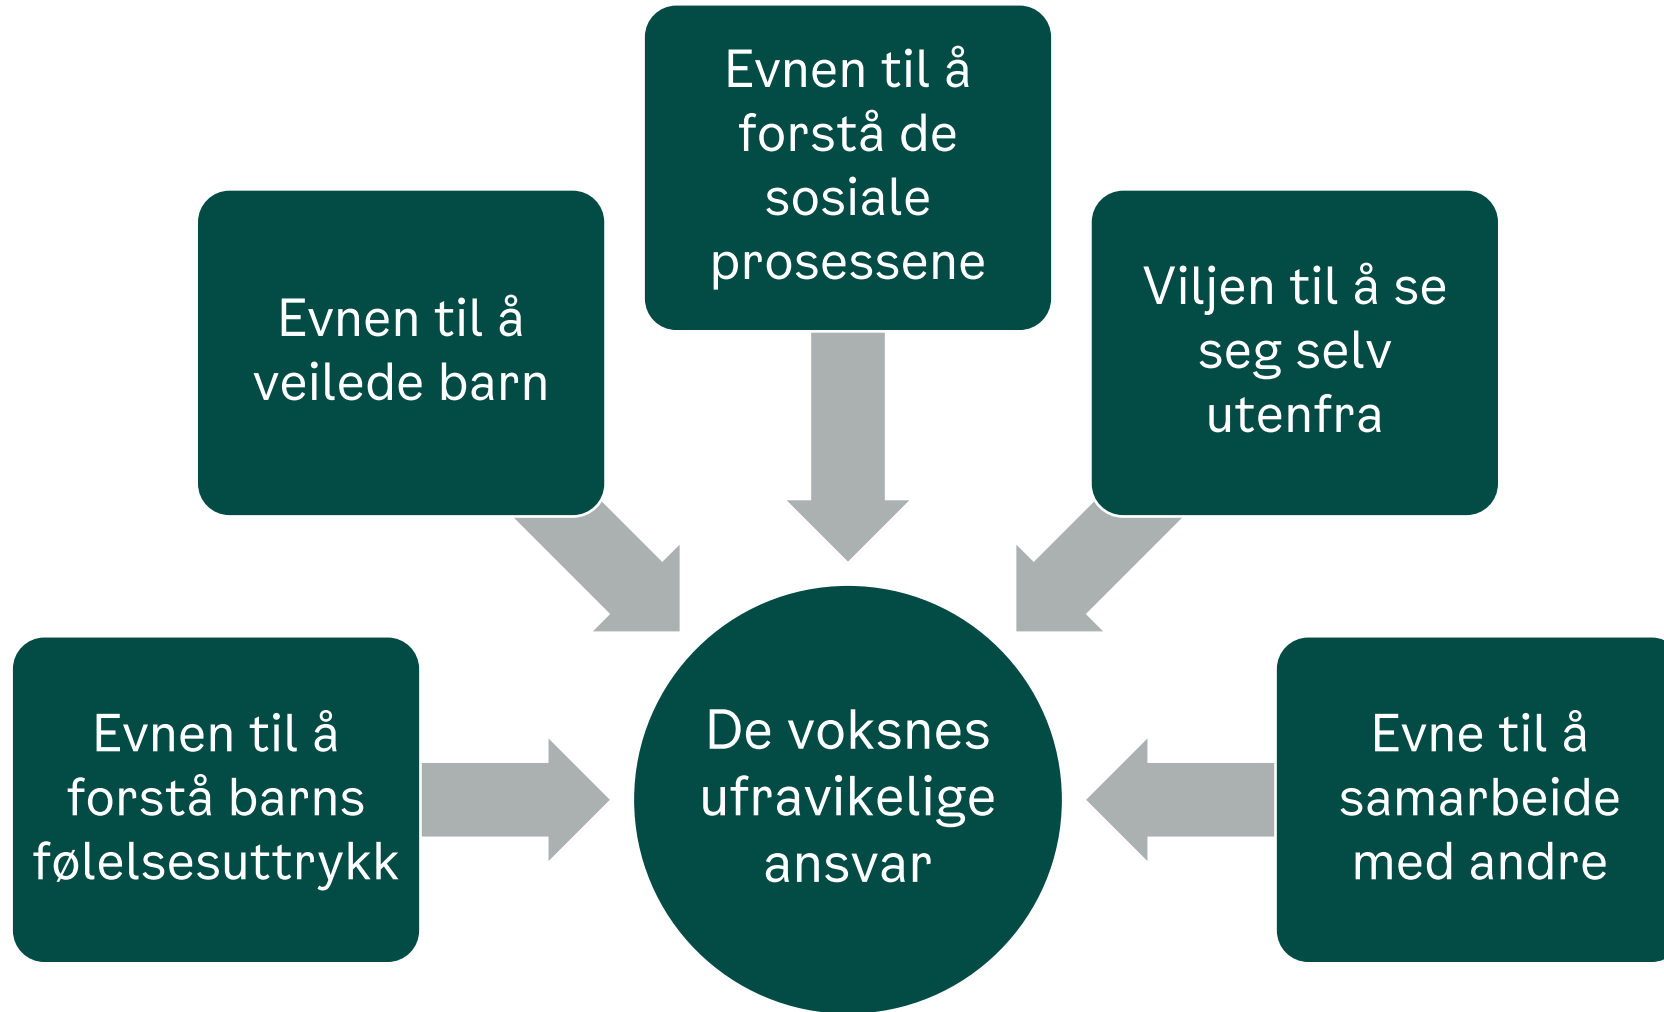 Evnen til å
forstå de
sosiale
prosessene
Evnen til å
veilede barn
Viljen til å se
seg selv
utenfra
Evnen til å
forstå barns
følelsesuttrykk
De voksnes
ufravikelige
ansvar
Evne til å
samarbeide
med andre